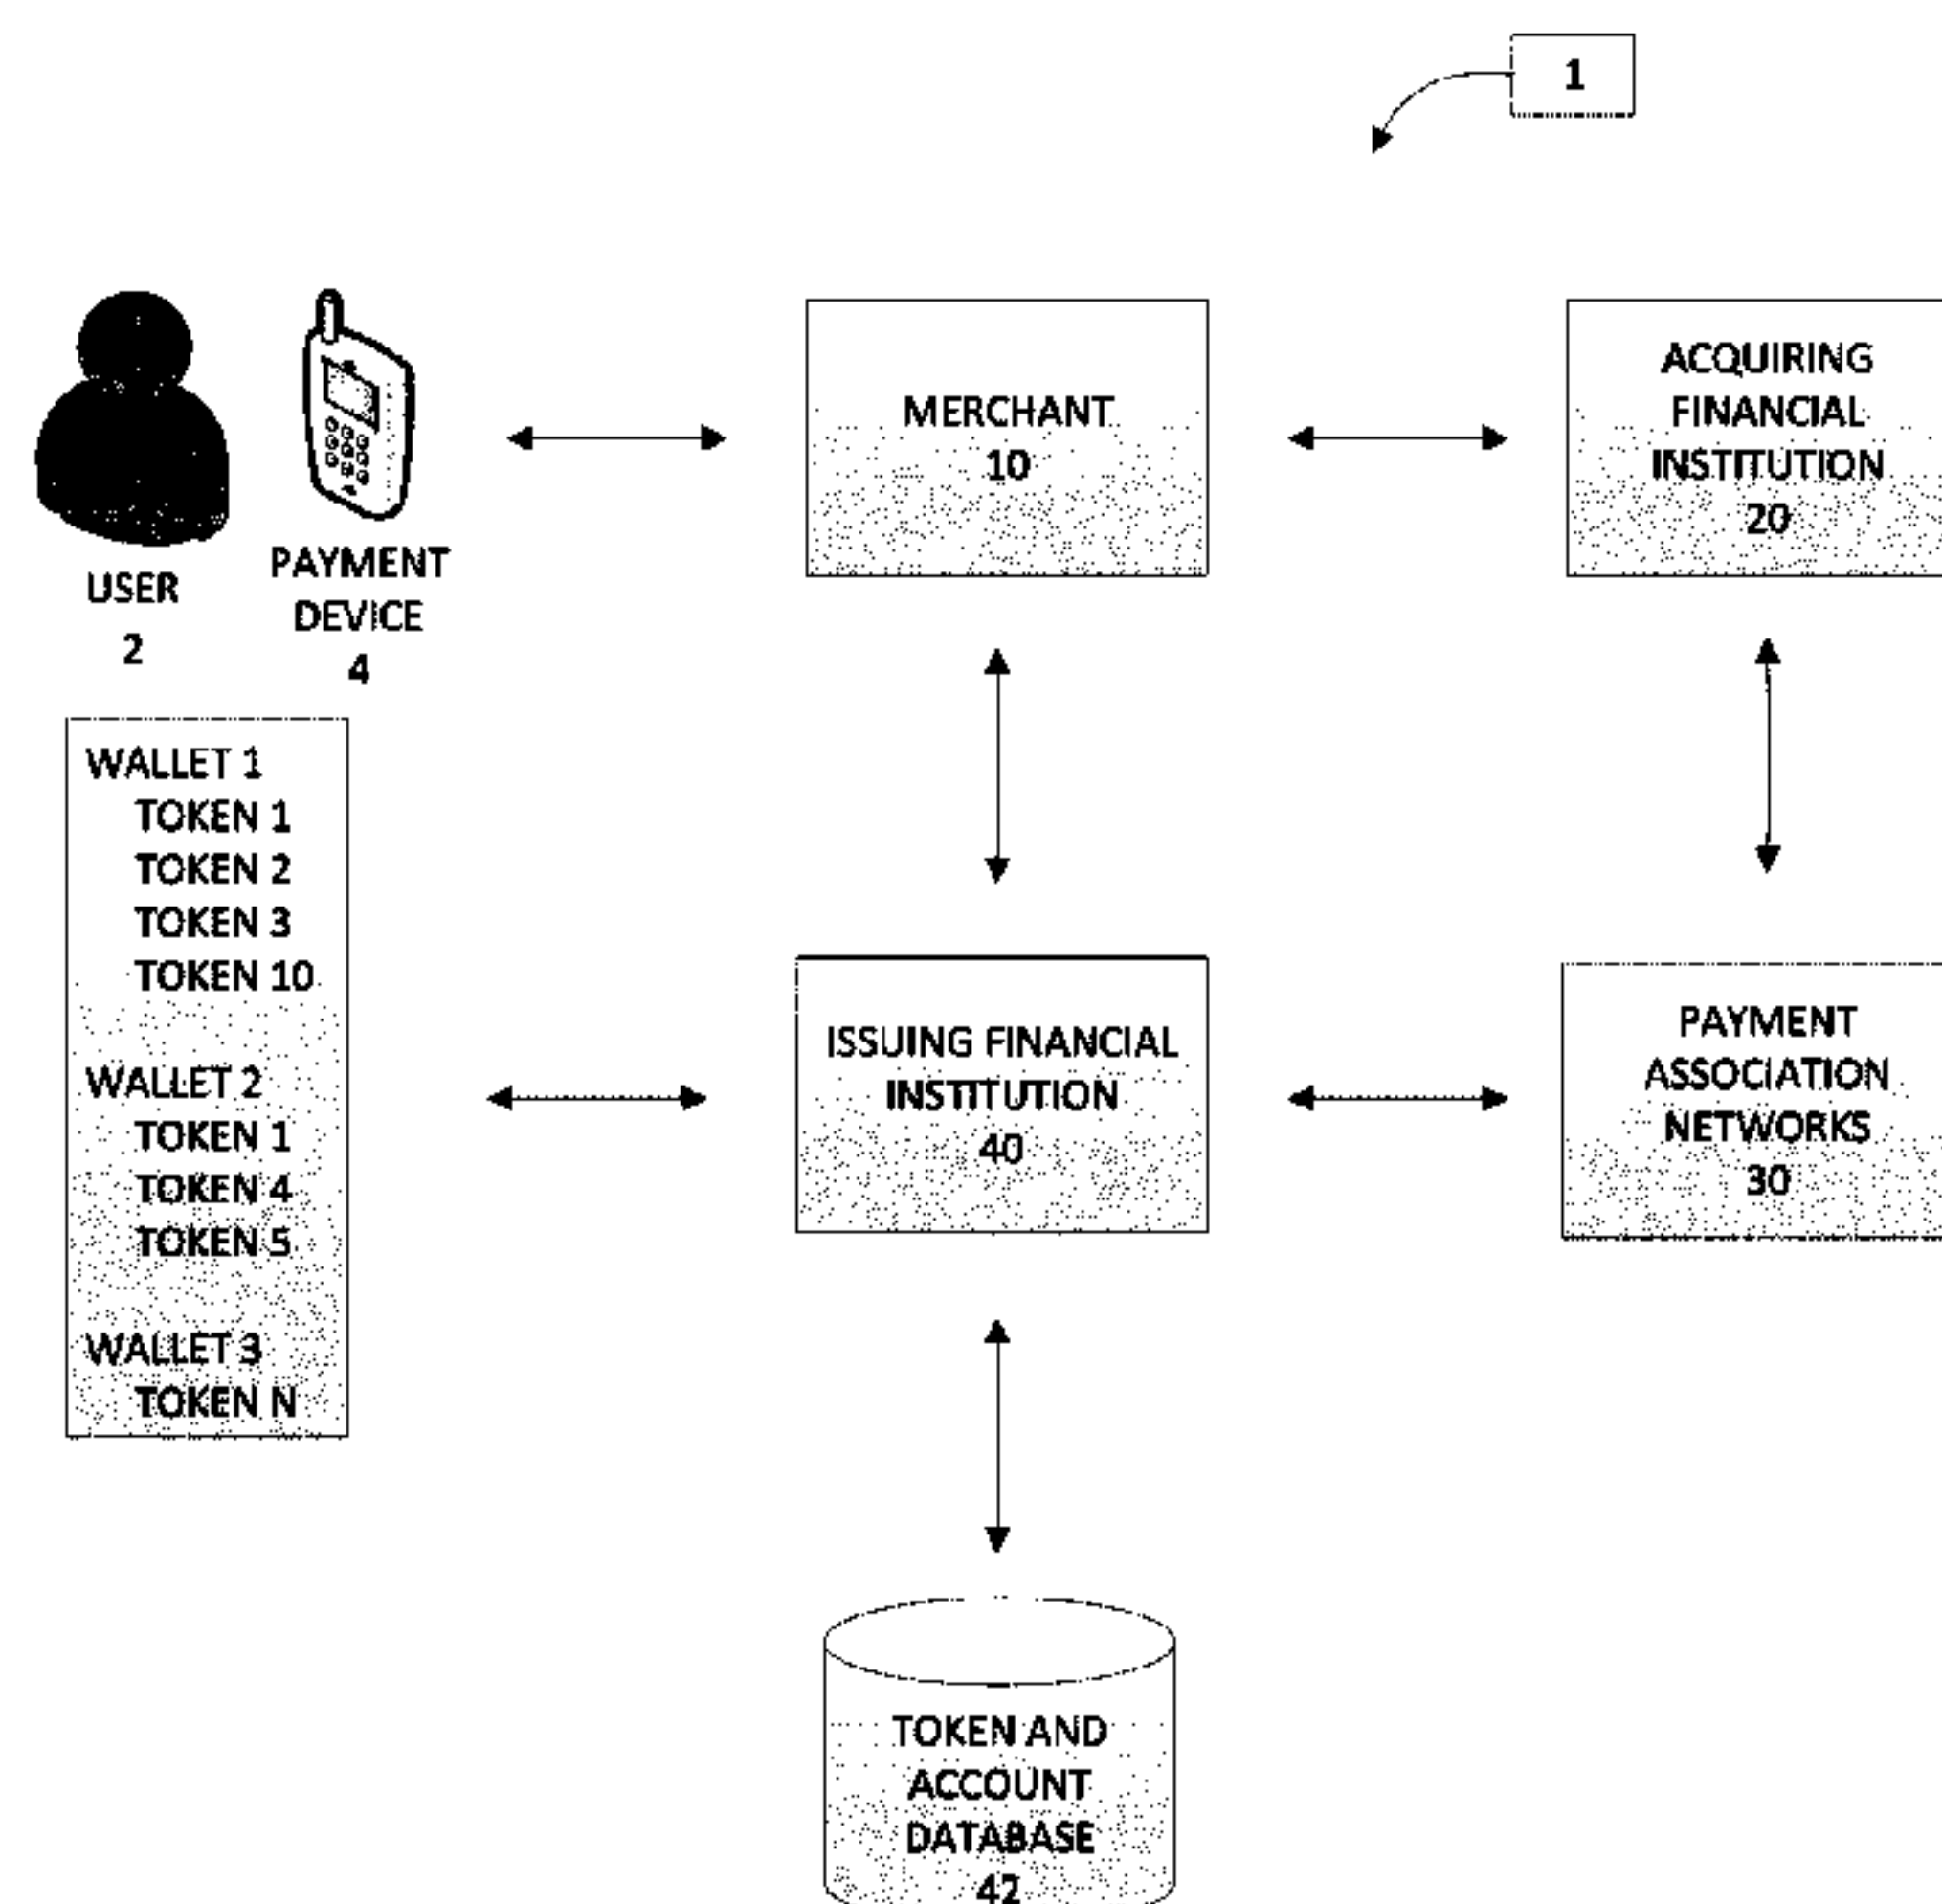 1
USER
2
PAYMENT
DEVICE
4
MERCHANT
10
ACQUIRING
FINANCIAL
INSTITUTION
20
WALLET 1
TOKEN 1
TOKEN 2
TOKEN 3
TOKEN 10
WALLET 2
TOKEN 1
TOKEN 4
TOKEN 5
WALLET 3
TOKEN N
ISSUING FINANCIAL
INSTITUTION
40
PAYMENT
ASSOCIATION
NETWORKS
30
TOKEN AND
ACCOUNT
DATABASE
42